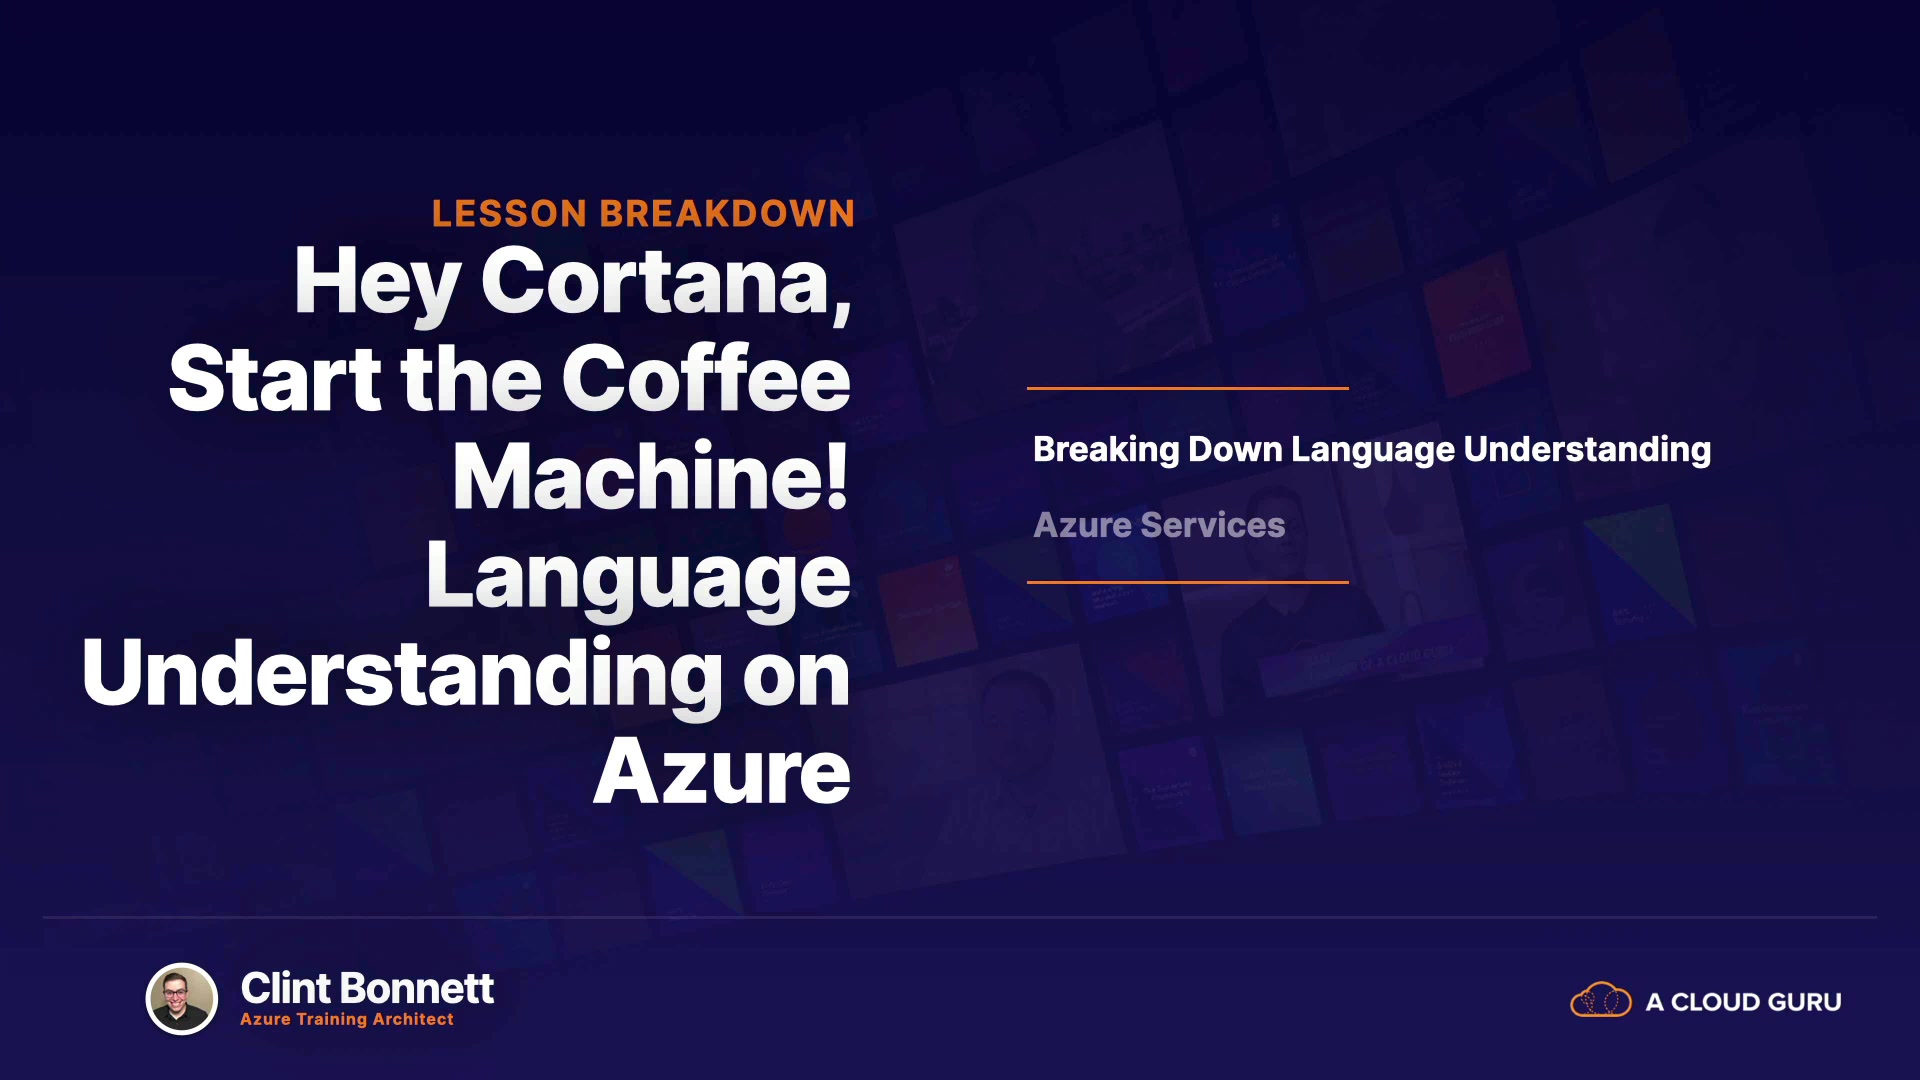 LESSON BREAKDOWN
Hey Cortana,
Start the Coffee
Machine!
Language
Understanding on
Azure
Breaking Down Language Understanding
Azure Services
Clint Bonnett
Azure Training Architect
A CLOUD GURU